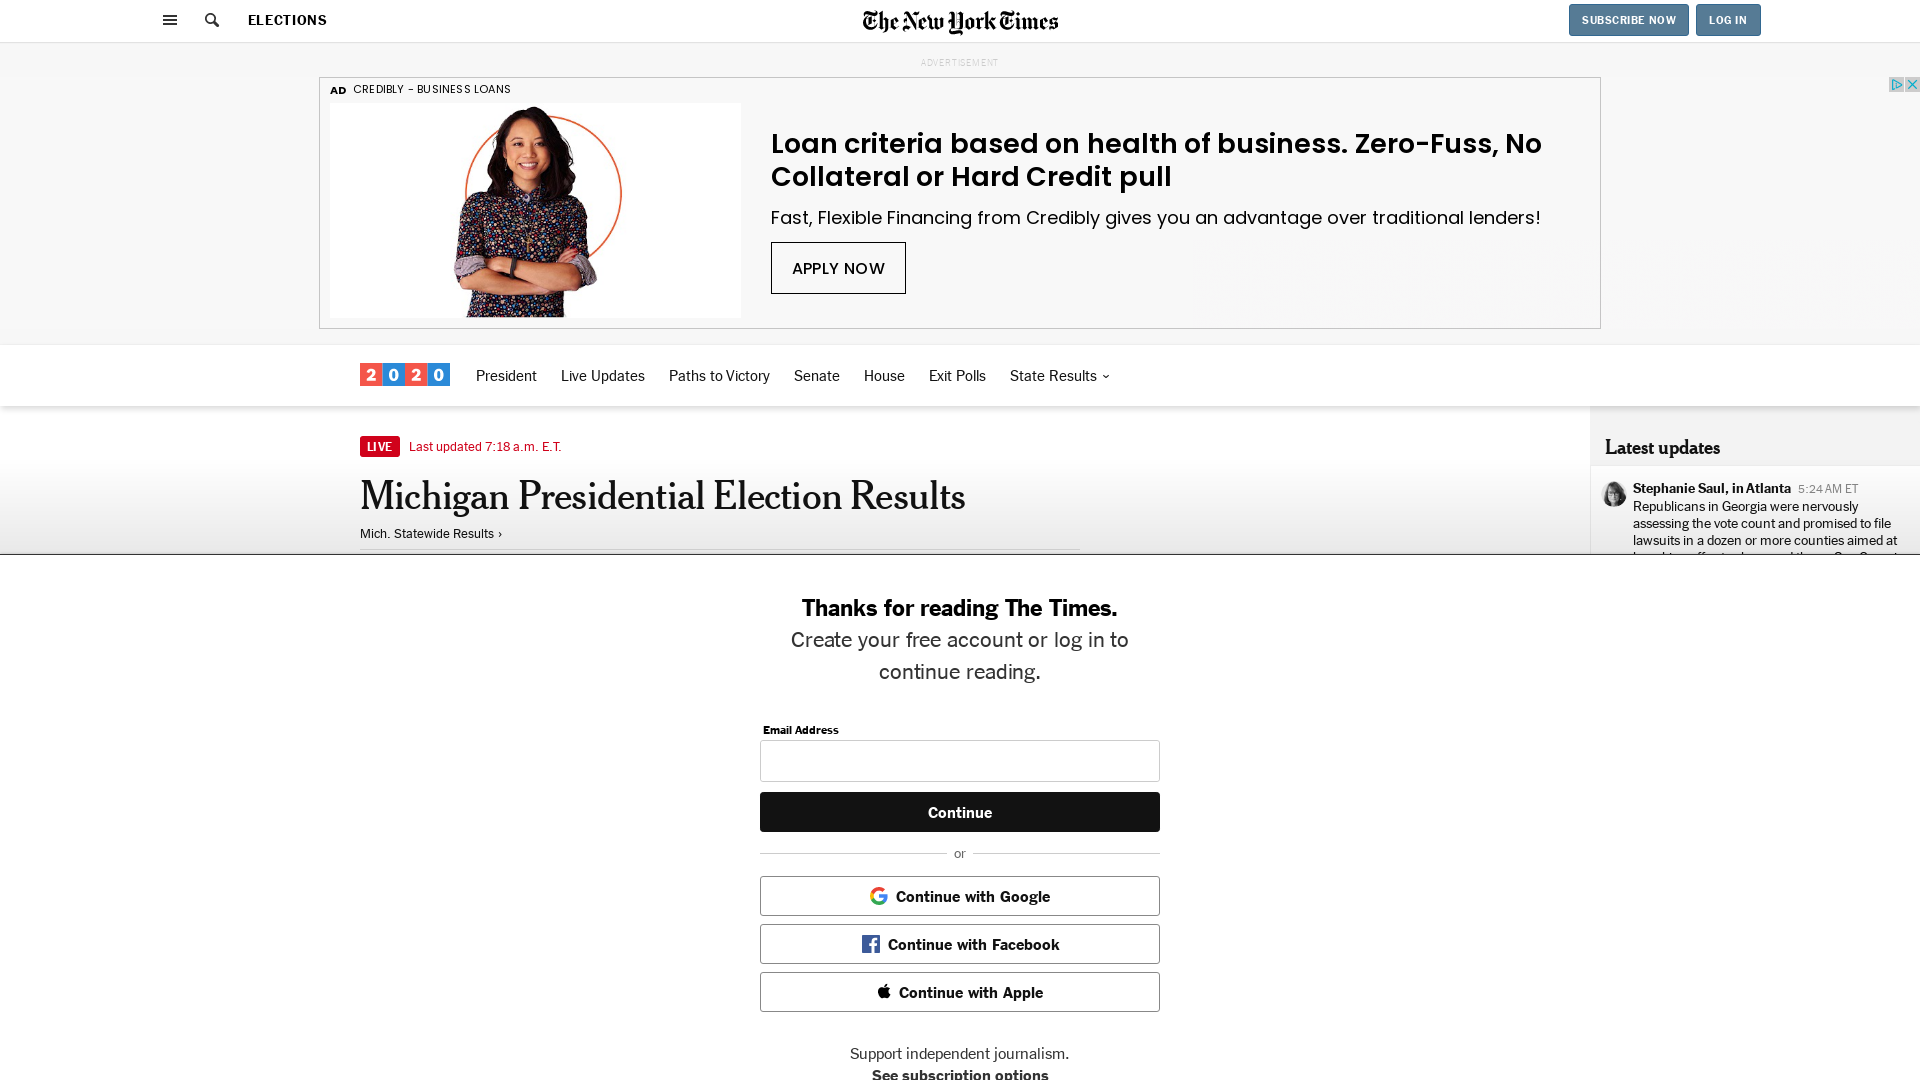 ELECTIONS
The New York Times
SUBSCRIBE NOW
LOG IN
ADVERTISEMENT
AD CREDIBLY - BUSINESS LOANS
Loan criteria based on health of business. Zero-Fuss, No
Collateral or Hard Credit pull
Fast, Flexible Financing from Credibly gives you an advantage over traditional lenders!
APPLY NOW
2020
President
Live Updates
Paths to Victory
Senate
House
Exit Polls
State Results
LIVE Last updated 7:18 a.m. E.T.
Michigan Presidential Election Results
Mich. Statewide Results ›
Latest updates
Stephanie Saul, in Atlanta 5:24 AM ET
Republicans in Georgia were nervously
assessing the vote count and promised to file
lawsuits in a dozen or more counties aimed at
Thanks for reading The Times.
Create your free account or log in to
continue reading.
Email Address
Continue
or
Continue with Google
Continue with Facebook
Continue with Apple
Support independent journalism.
See subscription options